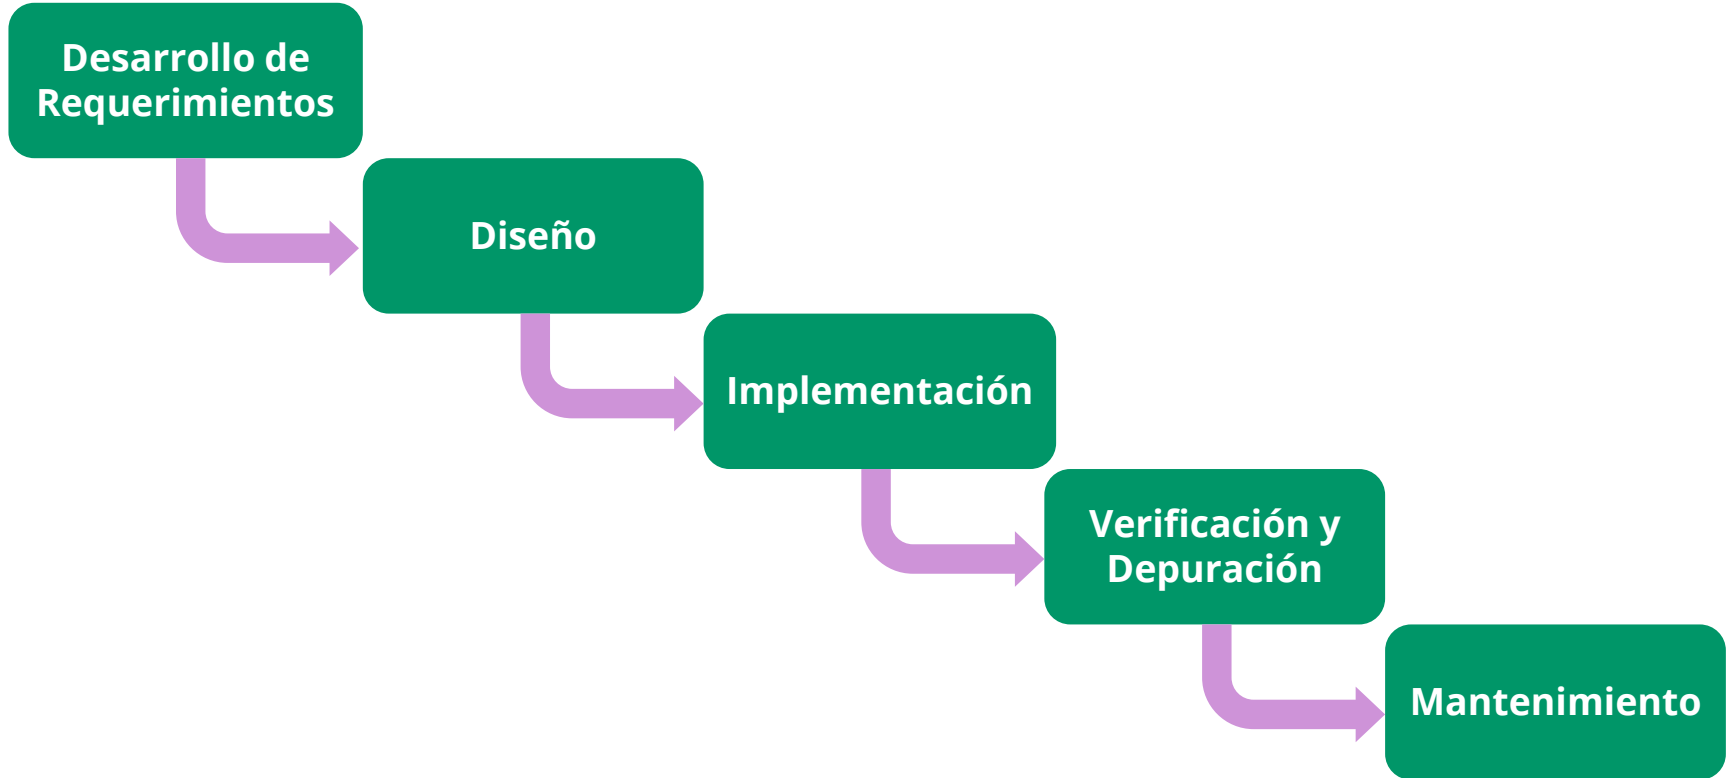 Desarrollo de
Requerimientos
Diseño
Implementación
Verificación y
Depuración
Mantenimiento